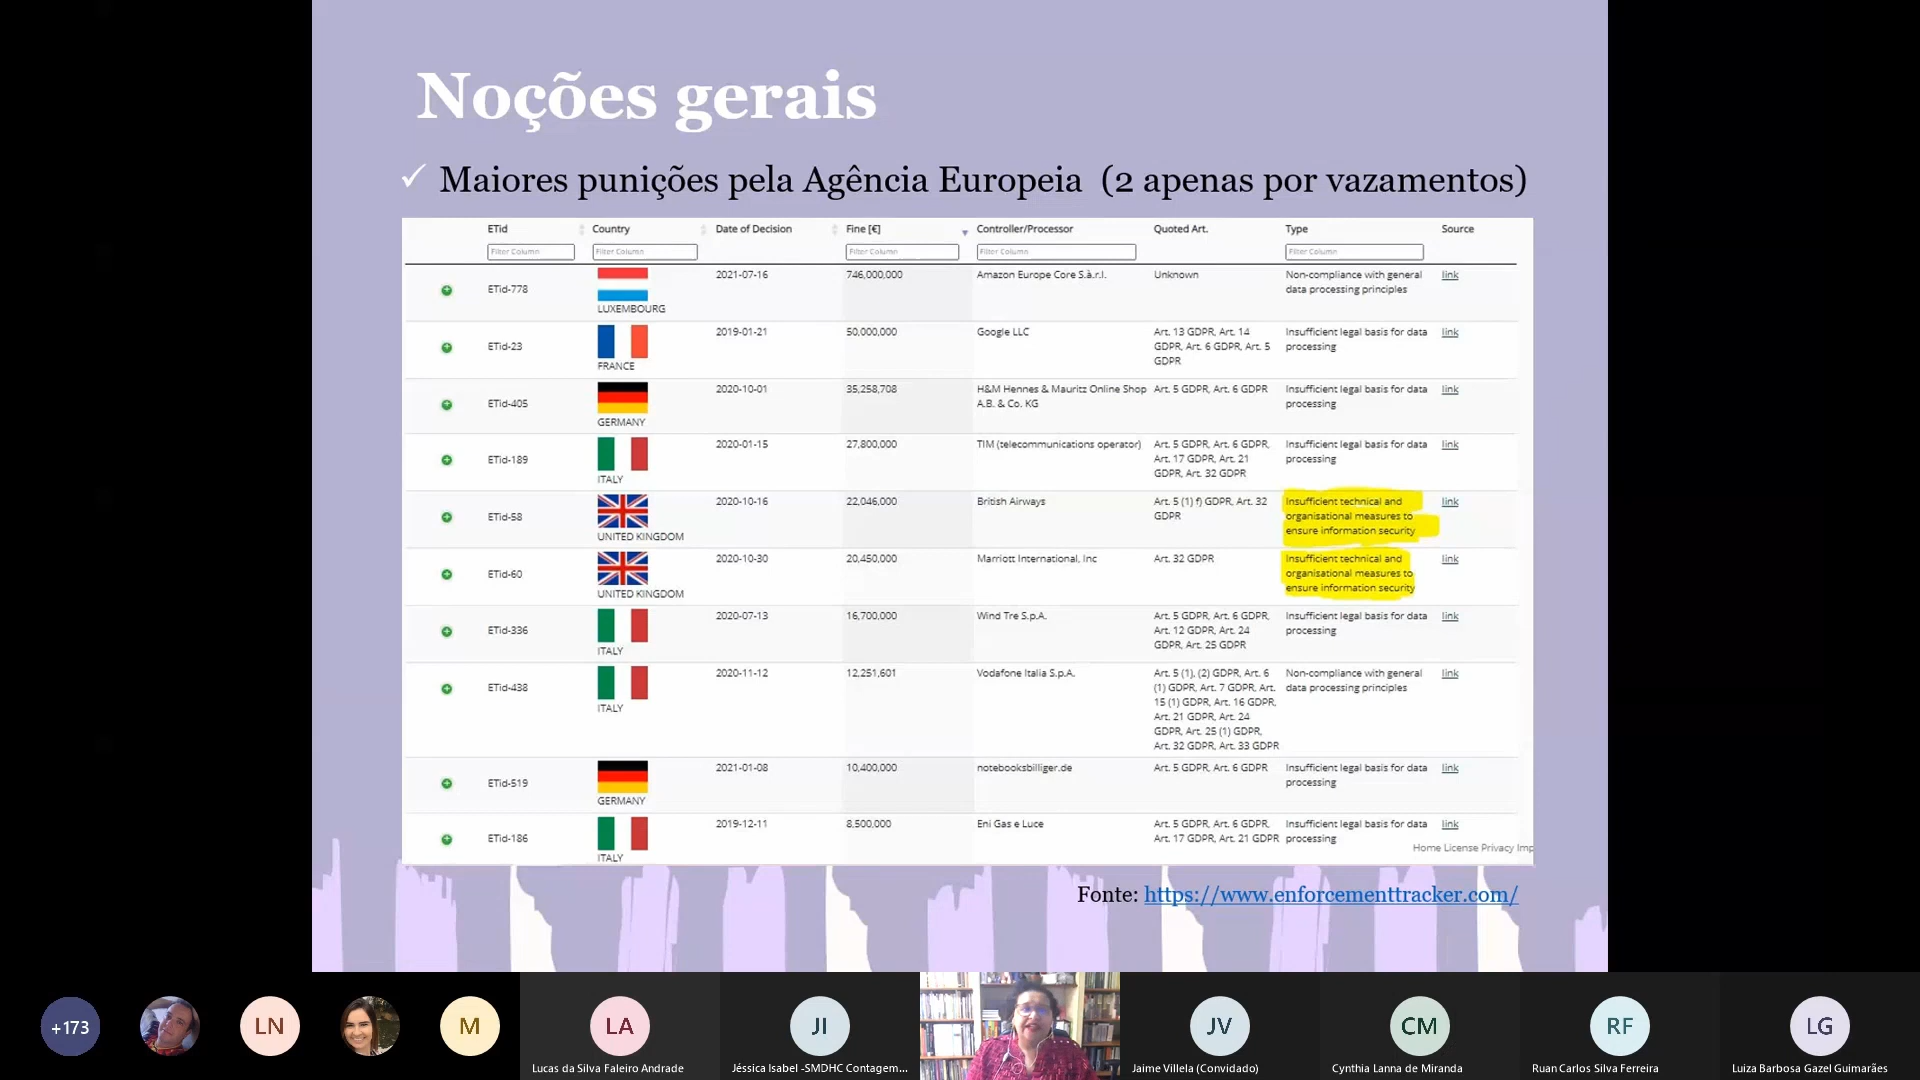 Noções gerais
✓ Maiores punições pela Agência Europeia (2 apenas por vazamentos)
ETid Country Date of Decision Fine [€] Controller/Processor Quoted Art. Type Source
Filter Column Filter Column Filter Column Filter Column Filter Column
ETid-778 LUXEMBOURG 2021-07-16 746,000,000 Amazon Europe Core S.à.r.l. Unknown Non-compliance with general data processing principles link
ETid-23 FRANCE 2019-01-21 50,000,000 Google LLC Art. 13 GDPR, Art. 14 GDPR, Art. 6 GDPR, Art. 5 GDPR Insufficient legal basis for data processing link
ETid-405 GERMANY 2020-10-01 35,258,708 H&M Hennes & Mauritz Online Shop A.B. & Co. KG Art. 5 GDPR, Art. 6 GDPR Insufficient legal basis for data processing link
ETid-189 ITALY 2020-01-15 27,800,000 TIM (telecommunications operator) Art. 5 GDPR, Art. 6 GDPR, Art. 17 GDPR, Art. 21 GDPR, Art. 32 GDPR Insufficient legal basis for data processing link
ETid-58 UNITED KINGDOM 2020-10-16 22,046,000 British Airways Art. 5 (1) f) GDPR, Art. 32 GDPR Insufficient technical and organisational measures to ensure information security link
ETid-60 UNITED KINGDOM 2020-10-30 20,450,000 Marriott International, Inc Art. 32 GDPR Insufficient technical and organisational measures to ensure information security link
ETid-336 ITALY 2020-07-13 16,700,000 Wind Tre S.p.A. Art. 5 GDPR, Art. 6 GDPR, Art. 12 GDPR, Art. 24 GDPR, Art. 25 GDPR Insufficient legal basis for data processing link
ETid-438 ITALY 2020-11-12 12,251,601 Vodafone Italia S.p.A. Art. 5 (1), (2) GDPR, Art. 6 (1) GDPR, Art. 7 GDPR, Art. 15 (1) GDPR, Art. 16 GDPR, Art. 21 GDPR, Art. 24 GDPR, Art. 25 (1) GDPR, Art. 32 GDPR, Art. 33 GDPR Non-compliance with general data processing principles link
ETid-519 GERMANY 2021-01-08 10,400,000 notebooksbilliger.de Art. 5 GDPR, Art. 6 GDPR Insufficient legal basis for data processing link
ETid-186 ITALY 2019-12-11 8,500,000 Eni Gas e Luce Art. 5 GDPR, Art. 6 GDPR, Art. 17 GDPR, Art. 21 GDPR Insufficient legal basis for data processing link
Home License Privacy Imp
Fonte: https://www.enforcementtracker.com/
+173 LN M LA JI JV CM RF LG
Lucas da Silva Faleiro Andrade Jéssica Isabel -SMDHC Contagem... Jaime Villela (Convidado) Cynthia Lanna de Miranda Ruan Carlos Silva Ferreira Luiza Barbosa Gazel Guimarães